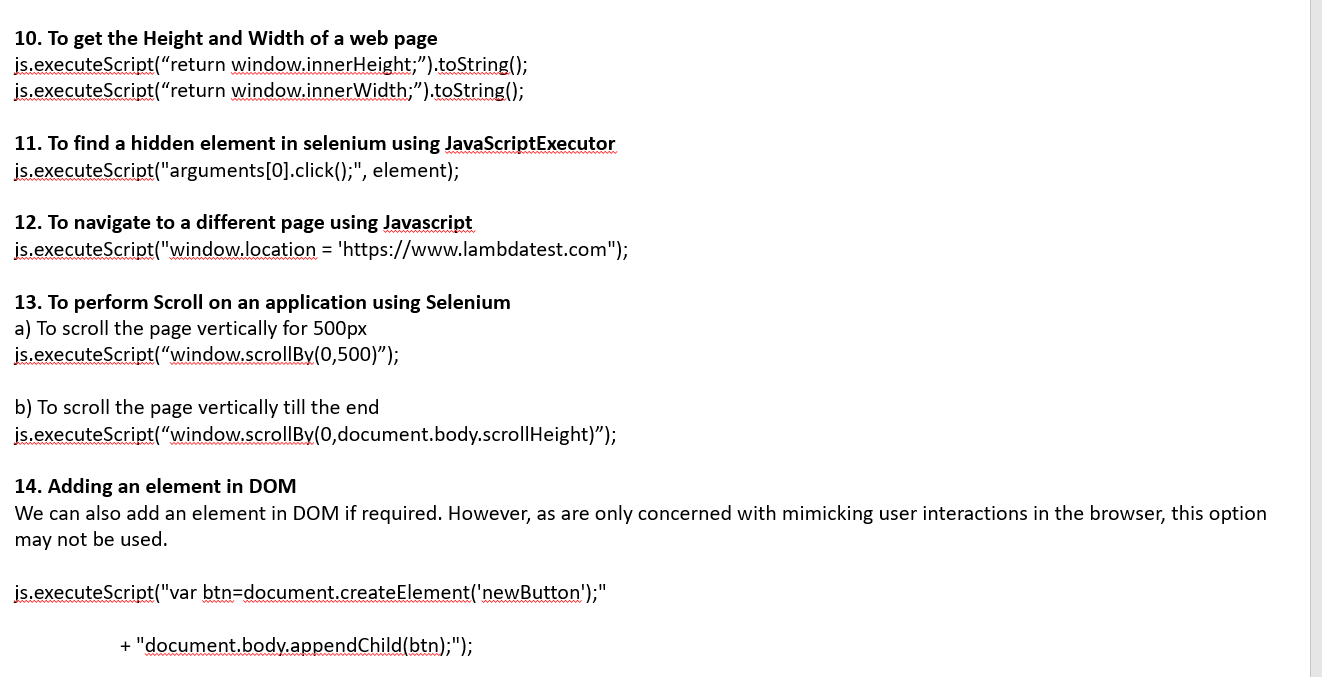 10. To get the Height and Width of a web page
js.executeScript(“return window.innerHeight;”).toString();
js.executeScript(“return window.innerWidth;”).toString();
11. To find a hidden element in selenium using JavaScriptExecutor
js.executeScript("arguments[0].click();", element);
12. To navigate to a different page using Javascript
js.executeScript("window.location = 'https://www.lambdatest.com");
13. To perform Scroll on an application using Selenium
a) To scroll the page vertically for 500px
js.executeScript(“window.scrollBy(0,500)”);
b) To scroll the page vertically till the end
js.executeScript(“window.scrollBy(0,document.body.scrollHeight)”);
14. Adding an element in DOM
We can also add an element in DOM if required. However, as are only concerned with mimicking user interactions in the browser, this option
may not be used.
js.executeScript("var btn=document.createElement('newButton');"
+ "document.body.appendChild(btn);");